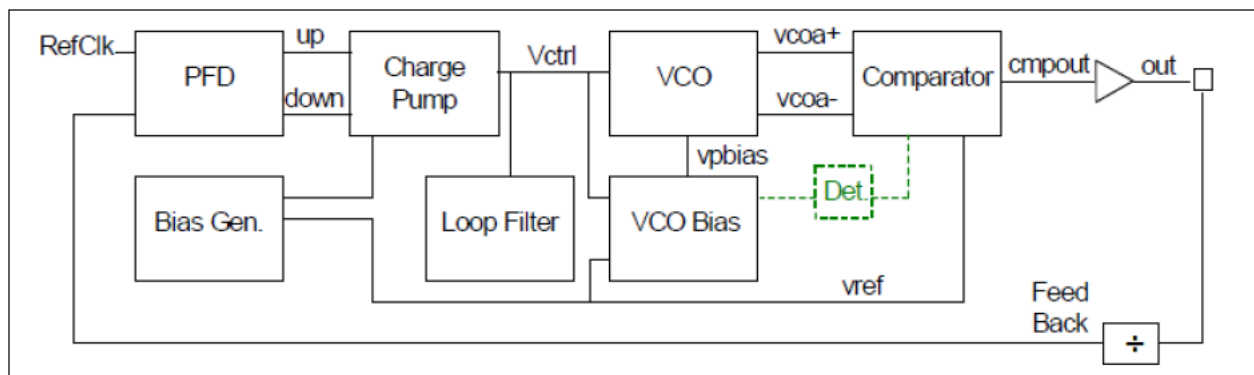 RefClk
PFD
up
down
Charge
Pump
Vctrl
VCO
vcoa+
vcoa-
Comparator
cmpout
out
vpbias
Bias Gen.
Loop Filter
VCO Bias
Det.
vref
Feed
Back
÷